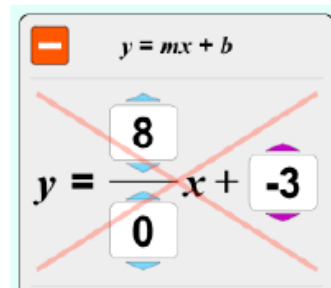 y = mx + b
8
y = x + -3
0